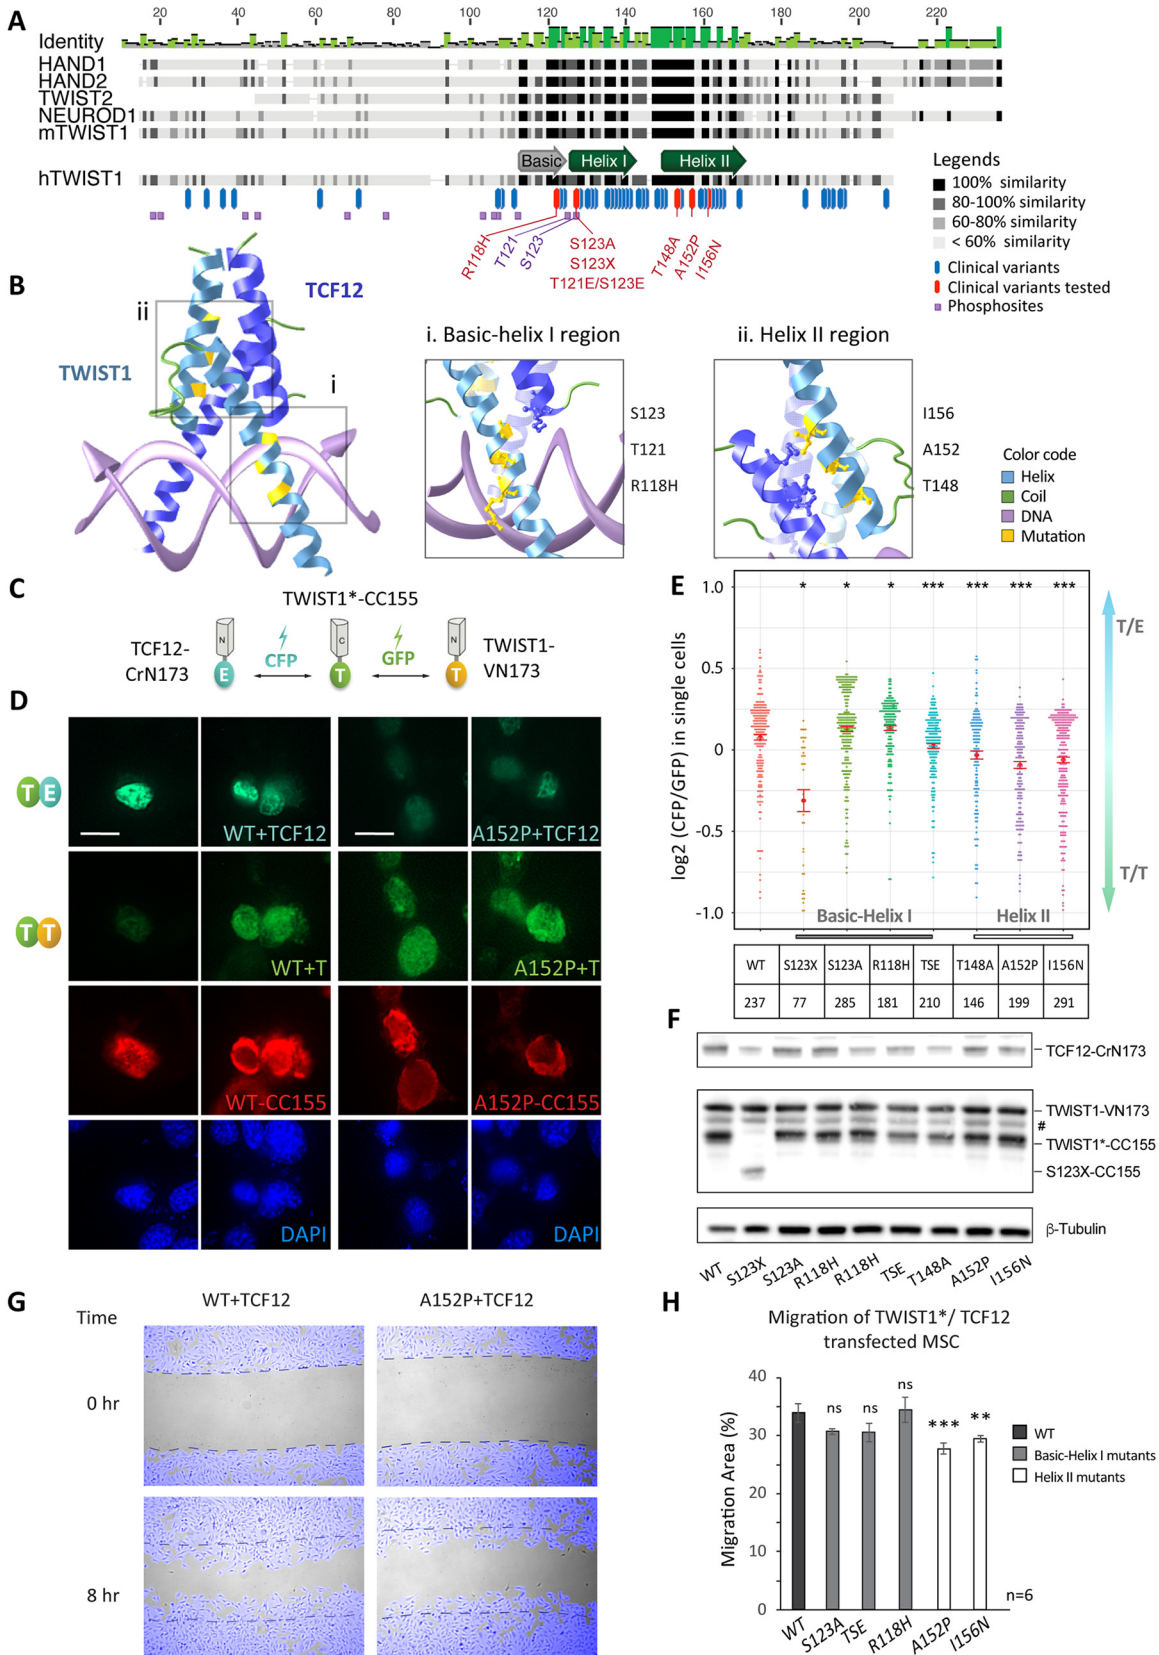 A
20 40 60 80 100 120 140 160 180 200 220
Identity
HAND1
HAND2
TWIST2
NEUROD1
mTWIST1
Basic Helix I Helix II
hTWIST1
R118H
T121
S123
S123A
S123X
T121E/S123E
T148A
A152P
I156N
Legends
100% similarity
80-100% similarity
60-80% similarity
< 60% similarity
Clinical variants
Clinical variants tested
Phosphosites
B
TCF12
TWIST1
ii
i
i. Basic-helix I region
S123
T121
R118H
ii. Helix II region
I156
A152
T148
Color code
Helix
Coil
DNA
Mutation
C
TWIST1*-CC155
TCF12-
CrN173
N
E
CFP
C
T
GFP
N
T
TWIST1-
VN173
D
T E
WT+TCF12
A152P+TCF12
T T
WT+T
A152P+T
WT-CC155
A152P-CC155
DAPI
DAPI
E
log2 (CFP/GFP) in single cells
1.0
0.5
0
-0.5
-1.0
* * * *** *** *** ***
T/E
T/T
Basic-Helix I
Helix II
WT S123X S123A R118H TSE T148A A152P I156N
237 77 285 181 210 146 199 291
F
TCF12-CrN173
TWIST1-VN173
#
TWIST1*-CC155
S123X-CC155
β-Tubulin
WT S123X S123A R118H R118H TSE T148A A152P I156N
G
Time
WT+TCF12
A152P+TCF12
0 hr
8 hr
H
Migration of TWIST1*/ TCF12
transfected MSC
Migration Area (%)
40
30
20
10
0
ns ns ns *** **
WT
Basic-Helix I mutants
Helix II mutants
n=6
WT S123A TSE R118H A152P I156N